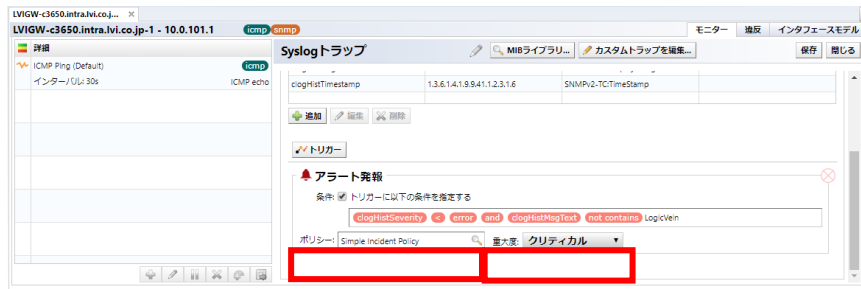 LVIGW-c3650.intra.lvi.co.j... ×
LVIGW-c3650.intra.lvi.co.jp-1 - 10.0.101.1 icmp snmp モニター 違反 インタフェースモデル
詳細
ICMP Ping (Default) icmp
インターバル: 30s ICMP echo
Syslogトラップ MIBライブラリ... カスタムトラップを編集... 保存 閉じる
clogHistTimestamp 1.3.6.1.4.1.9.9.41.1.2.3.1.6 SNMPv2-TC:TimeStamp
追加 編集 削除
トリガー
アラート発報
条件: トリガーに以下の条件を指定する
clogHistSeverity < error and clogHistMsgText not contains LogicVein
ポリシー: Simple Incident Policy 重大度: クリティカル